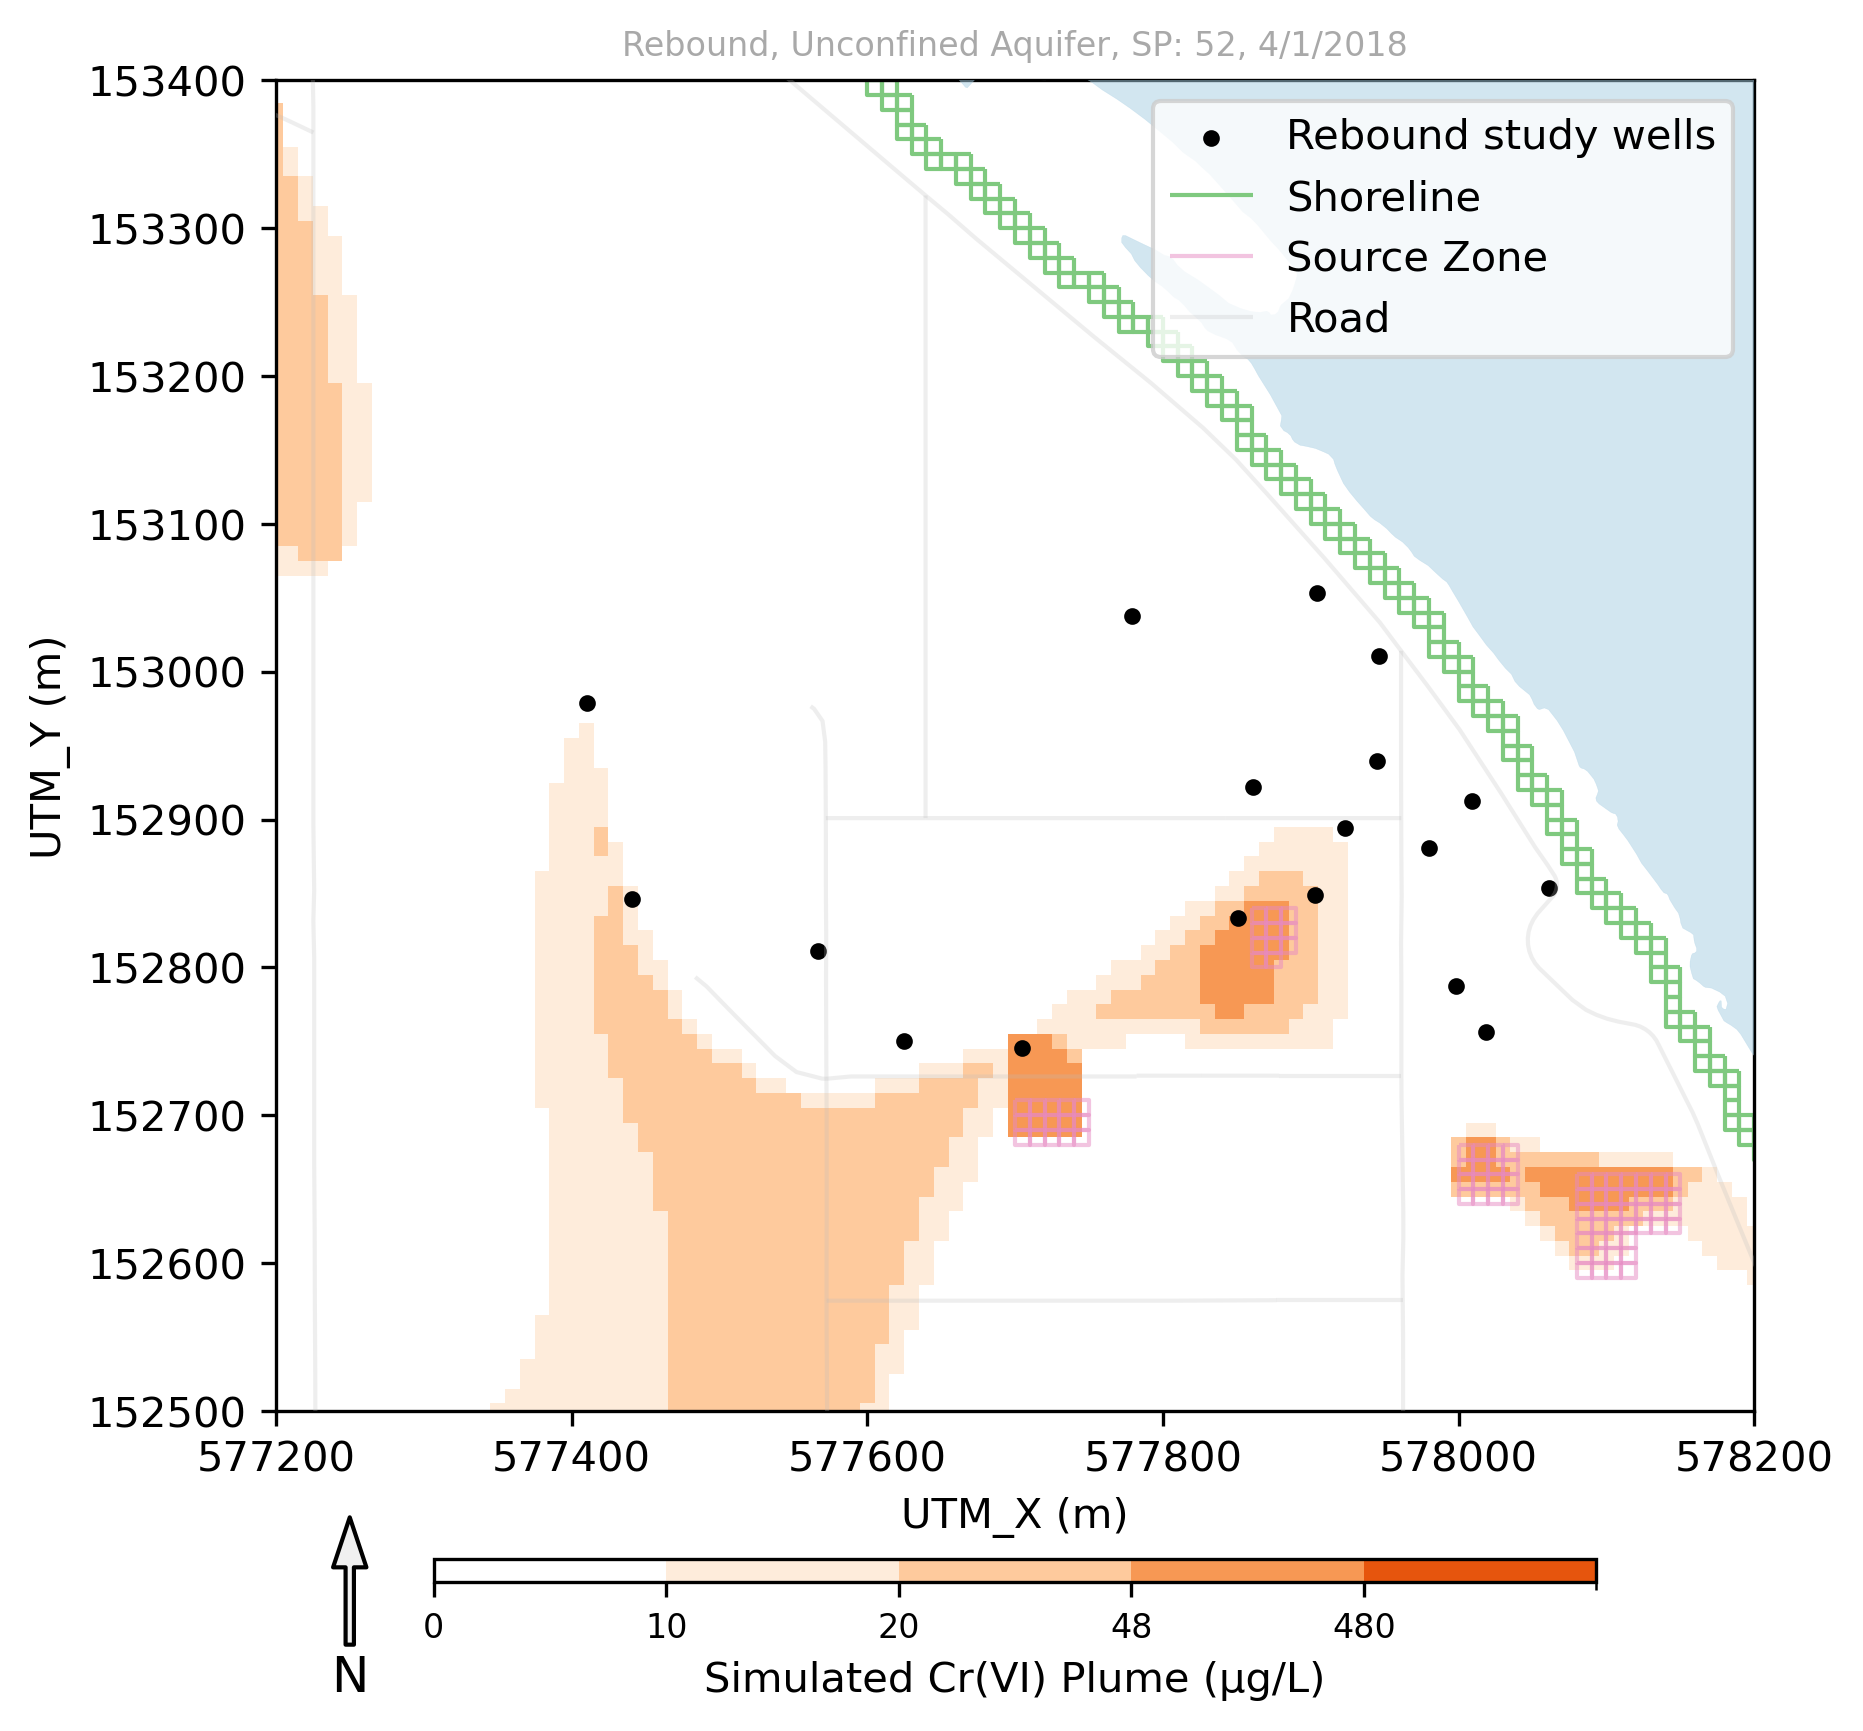 Rebound, Unconfined Aquifer, SP: 52, 4/1/2018
153400
153300
153200
153100
153000
152900
152800
152700
152600
152500
UTM_Y (m)
Rebound study wells
Shoreline
Source Zone
Road
577200
577400
577600
577800
578000
578200
UTM_X (m)
N
0
10
20
48
480
Simulated Cr(VI) Plume (μg/L)